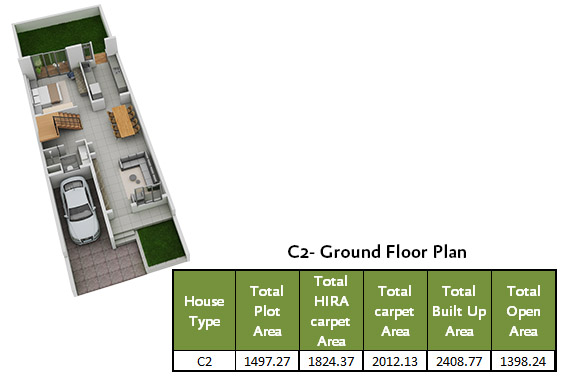 C2- Ground Floor Plan
House Type
Total Plot Area
Total HIRA carpet Area
Total carpet Area
Total Built Up Area
Total Open Area
C2 1497.27 1824.37 2012.13 2408.77 1398.24